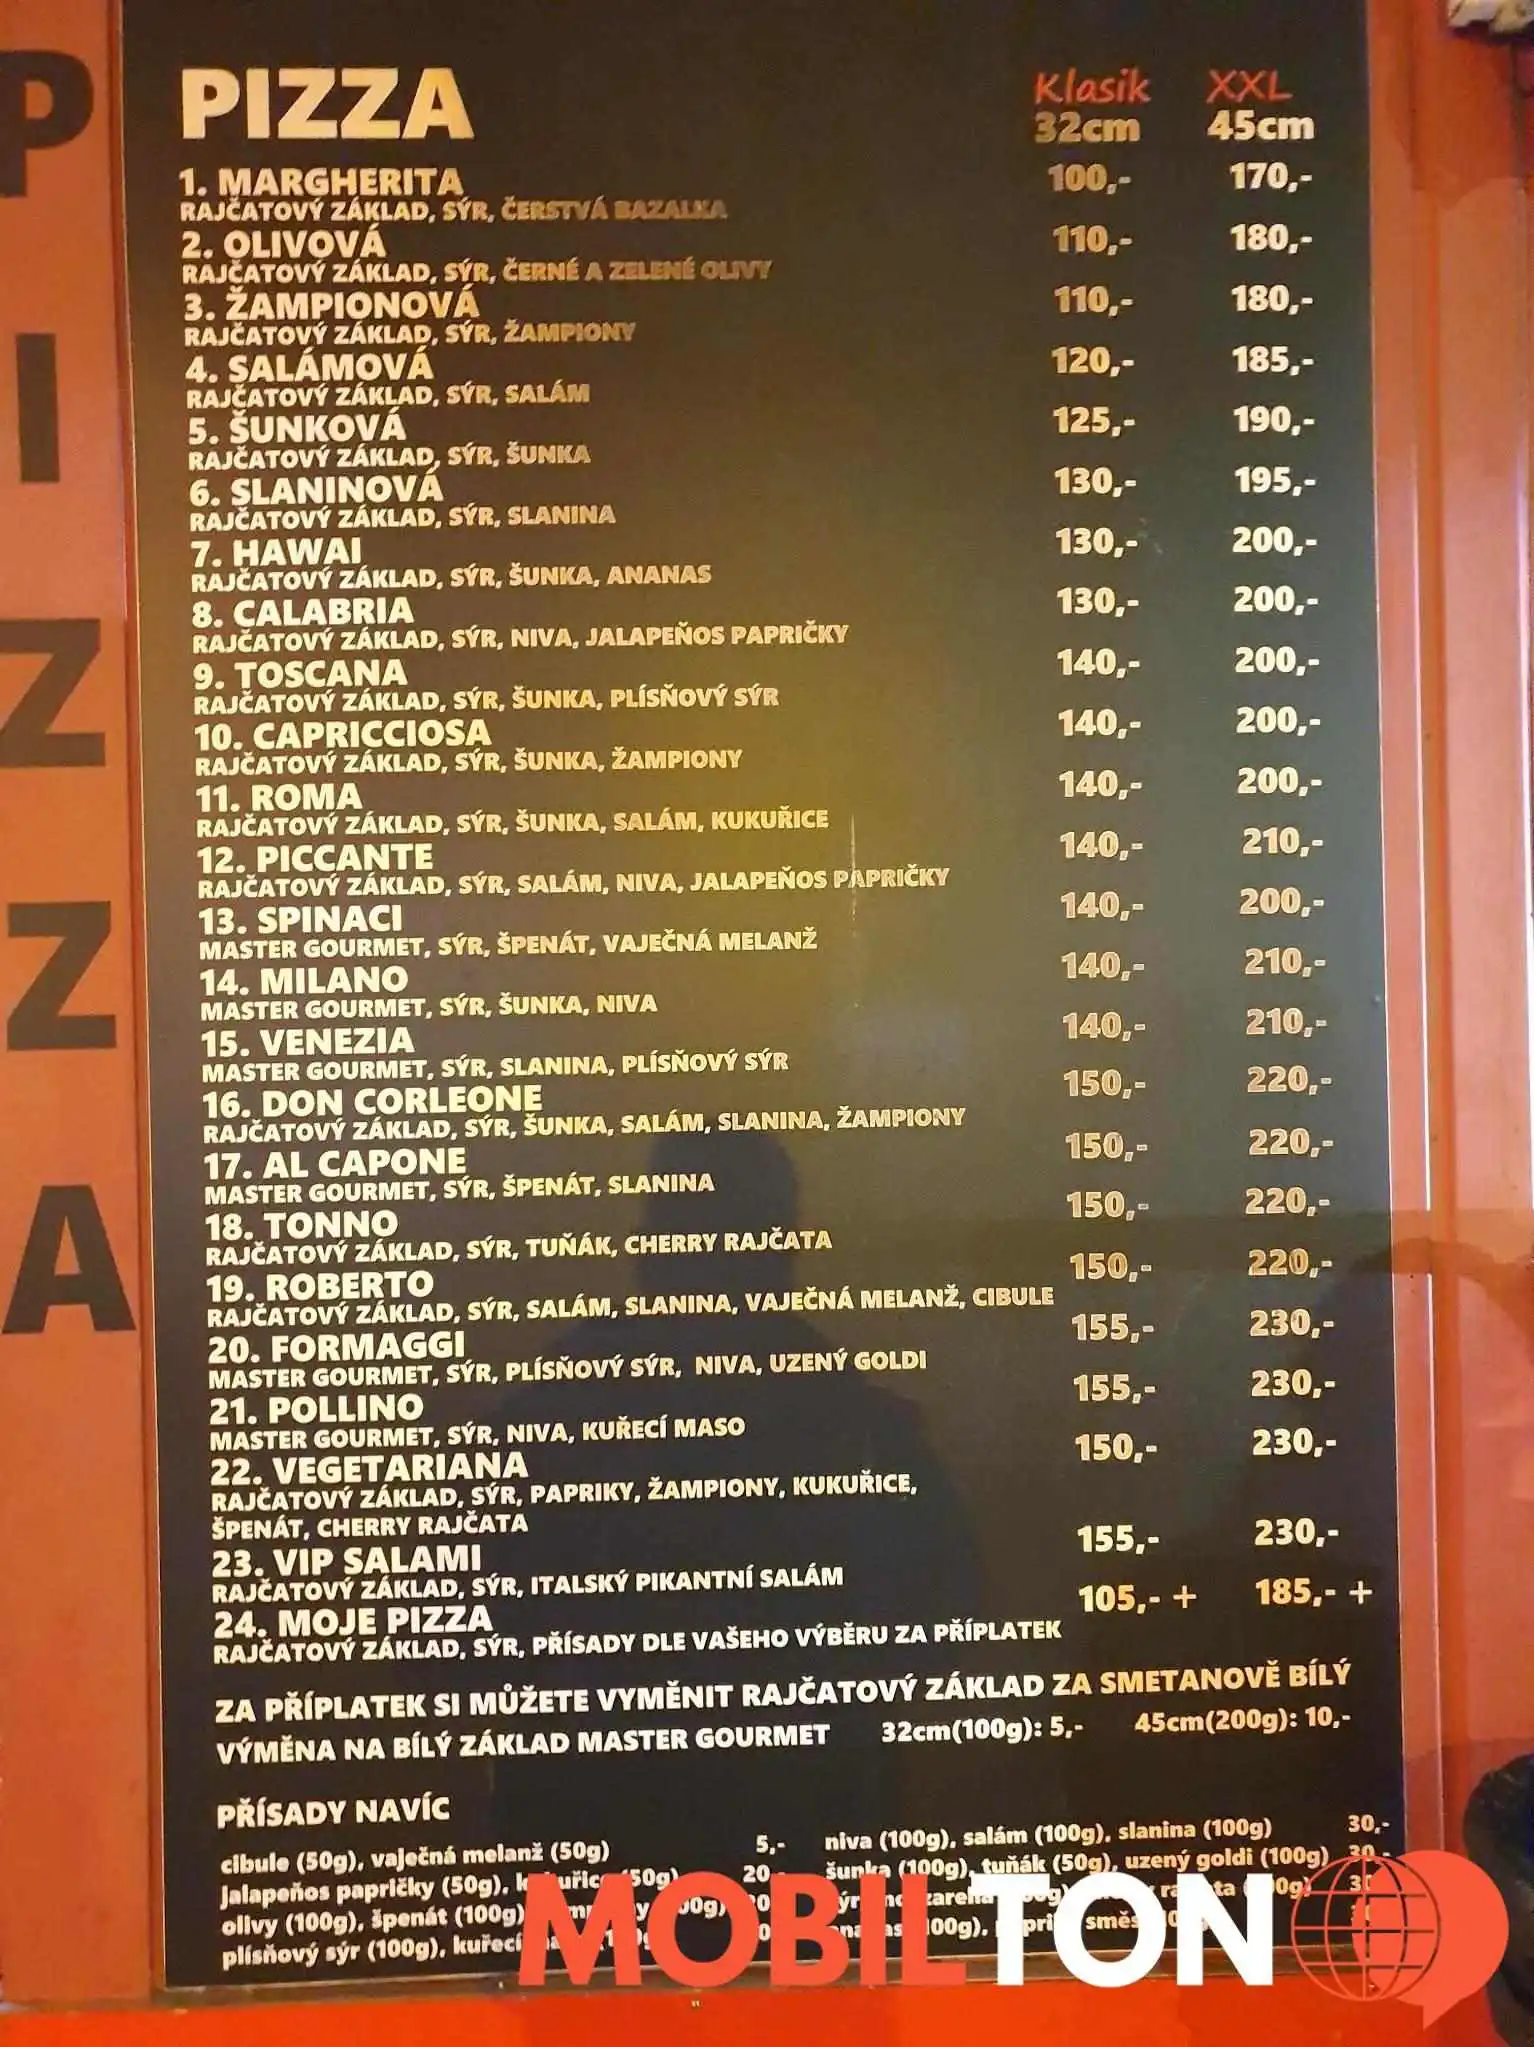 P
I
Z
Z
A
PIZZA Klasik XXL
32cm 45cm
1. MARGHERITA 100,- 170,-
RAJČATOVÝ ZÁKLAD, SÝR, ČERSTVÁ BAZALKA
2. OLIVOVÁ 110,- 180,-
RAJČATOVÝ ZÁKLAD, SÝR, ČERNÉ A ZELENÉ OLIVY
3. ŽAMPIONOVÁ 110,- 180,-
RAJČATOVÝ ZÁKLAD, SÝR, ŽAMPIONY
4. SALÁMOVÁ 120,- 185,-
RAJČATOVÝ ZÁKLAD, SÝR, SALÁM
5. ŠUNKOVÁ 125,- 190,-
RAJČATOVÝ ZÁKLAD, SÝR, ŠUNKA
6. SLANINOVÁ 130,- 195,-
RAJČATOVÝ ZÁKLAD, SÝR, SLANINA
7. HAWAI 130,- 200,-
RAJČATOVÝ ZÁKLAD, SÝR, ŠUNKA, ANANAS
8. CALABRIA 130,- 200,-
RAJČATOVÝ ZÁKLAD, SÝR, NIVA, JALAPEÑOS PAPRIČKY
9. TOSCANA 140,- 200,-
RAJČATOVÝ ZÁKLAD, SÝR, ŠUNKA, PLÍSŇOVÝ SÝR
10. CAPRICCIOSA 140,- 200,-
RAJČATOVÝ ZÁKLAD, SÝR, ŠUNKA, ŽAMPIONY
11. ROMA 140,- 200,-
RAJČATOVÝ ZÁKLAD, SÝR, ŠUNKA, SALÁM, KUKUŘICE
12. PICCANTE 140,- 210,-
RAJČATOVÝ ZÁKLAD, SÝR, SALÁM, NIVA, JALAPEÑOS PAPRIČKY
13. SPINACI 140,- 200,-
MASTER GOURMET, SÝR, ŠPENÁT, VAJEČNÁ MELANŽ
14. MILANO 140,- 210,-
MASTER GOURMET, SÝR, ŠUNKA, NIVA
15. VENEZIA 140,- 210,-
MASTER GOURMET, SÝR, SLANINA, PLÍSŇOVÝ SÝR
16. DON CORLEONE 150,- 220,-
RAJČATOVÝ ZÁKLAD, SÝR, ŠUNKA, SALÁM, SLANINA, ŽAMPIONY
17. AL CAPONE 150,- 220,-
MASTER GOURMET, SÝR, ŠPENÁT, SLANINA
18. TONNO 150,- 220,-
RAJČATOVÝ ZÁKLAD, SÝR, TUŇÁK, CHERRY RAJČATA
19. ROBERTO 150,- 220,-
RAJČATOVÝ ZÁKLAD, SÝR, SALÁM, SLANINA, VAJEČNÁ MELANŽ, CIBULE
20. FORMAGGI 155,- 230,-
MASTER GOURMET, SÝR, PLÍSŇOVÝ SÝR, NIVA, UZENÝ GOLDI
21. POLLINO 155,- 230,-
MASTER GOURMET, SÝR, NIVA, KUŘECÍ MASO
22. VEGETARIANA 150,- 230,-
RAJČATOVÝ ZÁKLAD, SÝR, PAPRIKY, ŽAMPIONY, KUKUŘICE,
ŠPENÁT, CHERRY RAJČATA
23. VIP SALAMI 155,- 230,-
RAJČATOVÝ ZÁKLAD, SÝR, ITALSKÝ PIKANTNÍ SALÁM
24. MOJE PIZZA 105,- + 185,- +
RAJČATOVÝ ZÁKLAD, SÝR, PŘÍSADY DLE VAŠEHO VÝBĚRU ZA PŘÍPLATEK
ZA PŘÍPLATEK SI MŮŽETE VYMĚNIT RAJČATOVÝ ZÁKLAD ZA SMETANOVĚ BÍLÝ
VÝMĚNA NA BÍLÝ ZÁKLAD MASTER GOURMET 32cm(100g): 5,- 45cm(200g): 10,-
PŘÍSADY NAVÍC
cibule (50g), vaječná melanž (50g) 5,- niva (100g), salám (100g), slanina (100g) 30,-
jalapeños papričky (50g), 20,- šunka (100g), tuňák (50g), uzený goldi (100g)
olivy (100g), špenát (100g)
plísňový sýr (100g), kuřecí
MOBILTON